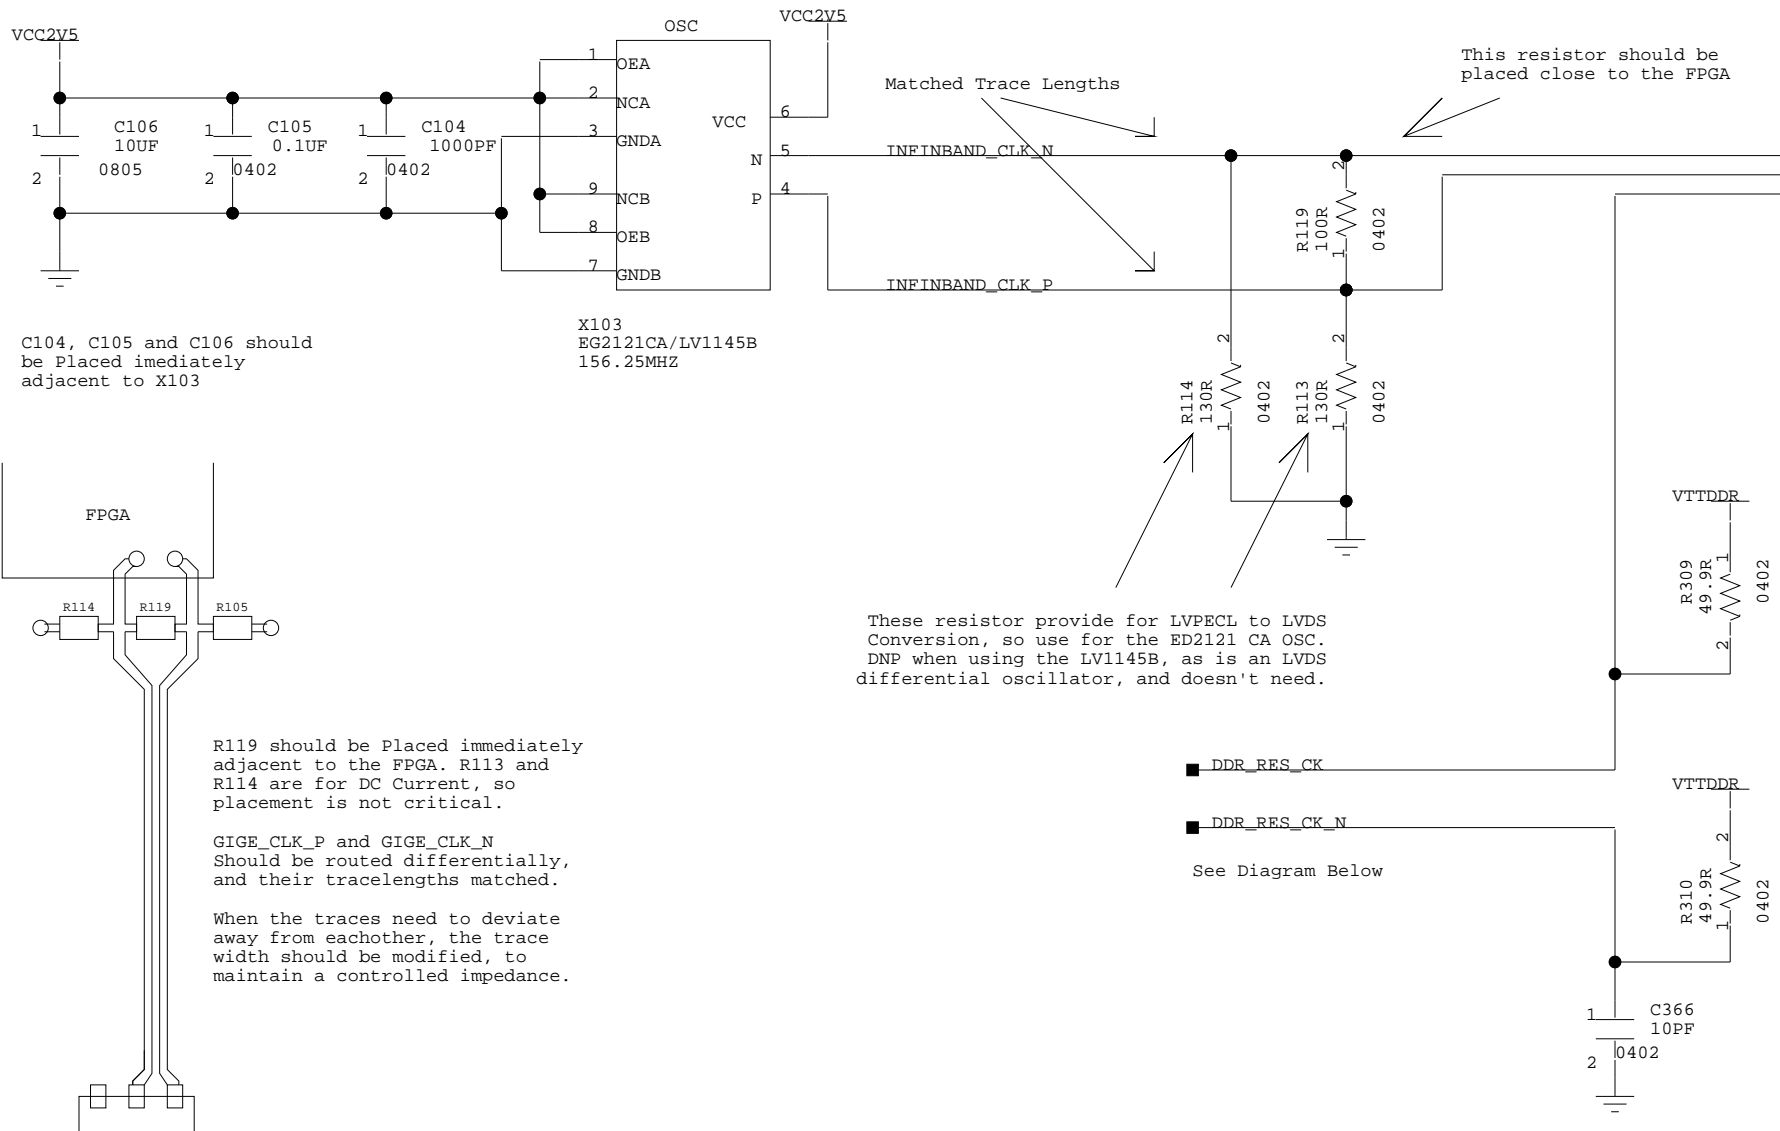 VCC2V5
1
C106
10UF
0805
2
1
C105
0.1UF
0402
2
1
C104
1000PF
0402
2
OSC
1
OEA
2
NCA
3
GNDA
9
NCB
8
OEB
7
GNDB
VCC
N
P
6
5
4
VCC2V5
X103
EG2121CA/LV1145B
156.25MHZ
C104, C105 and C106 should
be Placed imediately
adjacent to X103
Matched Trace Lengths
INFINBAND_CLK_N
INFINBAND_CLK_P
This resistor should be
placed close to the FPGA
2
R119
100R
0402
1
2
R114
130R
0402
1
2
R113
130R
0402
1
These resistor provide for LVPECL to LVDS
Conversion, so use for the ED2121 CA OSC.
DNP when using the LV1145B, as is an LVDS
differential oscillator, and doesn't need.
FPGA
R114
R119
R105
R119 should be Placed immediately
adjacent to the FPGA. R113 and
R114 are for DC Current, so
placement is not critical.
GIGE_CLK_P and GIGE_CLK_N
Should be routed differentially,
and their tracelengths matched.
When the traces need to deviate
away from eachother, the trace
width should be modified, to
maintain a controlled impedance.
VTTDDR
1
R309
49.9R
0402
2
DDR_RES_CK
DDR_RES_CK_N
See Diagram Below
VTTDDR
2
R310
49.9R
0402
1
1
C366
10PF
0402
2